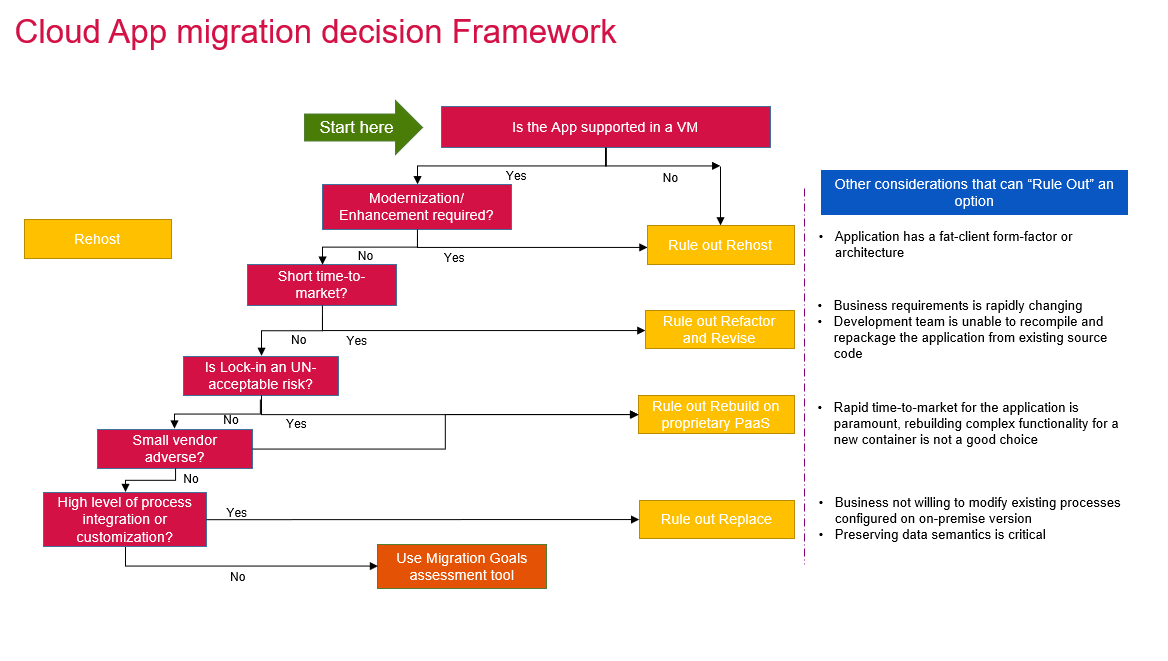 Cloud App migration decision Framework
Start here
Is the App supported in a VM
Yes
No
Other considerations that can “Rule Out” an
option
Modernization/
Enhancement required?
Rehost
Rule out Rehost
• Application has a fat-client form-factor or
architecture
No
Yes
Short time-to-
market?
• Business requirements is rapidly changing
• Development team is unable to recompile and
repackage the application from existing source
code
Rule out Refactor
and Revise
No
Yes
Is Lock-in an UN-
acceptable risk?
Rule out Rebuild on
proprietary PaaS
• Rapid time-to-market for the application is
paramount, rebuilding complex functionality for a
new container is not a good choice
No
Yes
Small vendor
adverse?
No
High level of process
integration or
customization?
Yes
Rule out Replace
• Business not willing to modify existing processes
configured on on-premise version
• Preserving data semantics is critical
Use Migration Goals
assessment tool
No